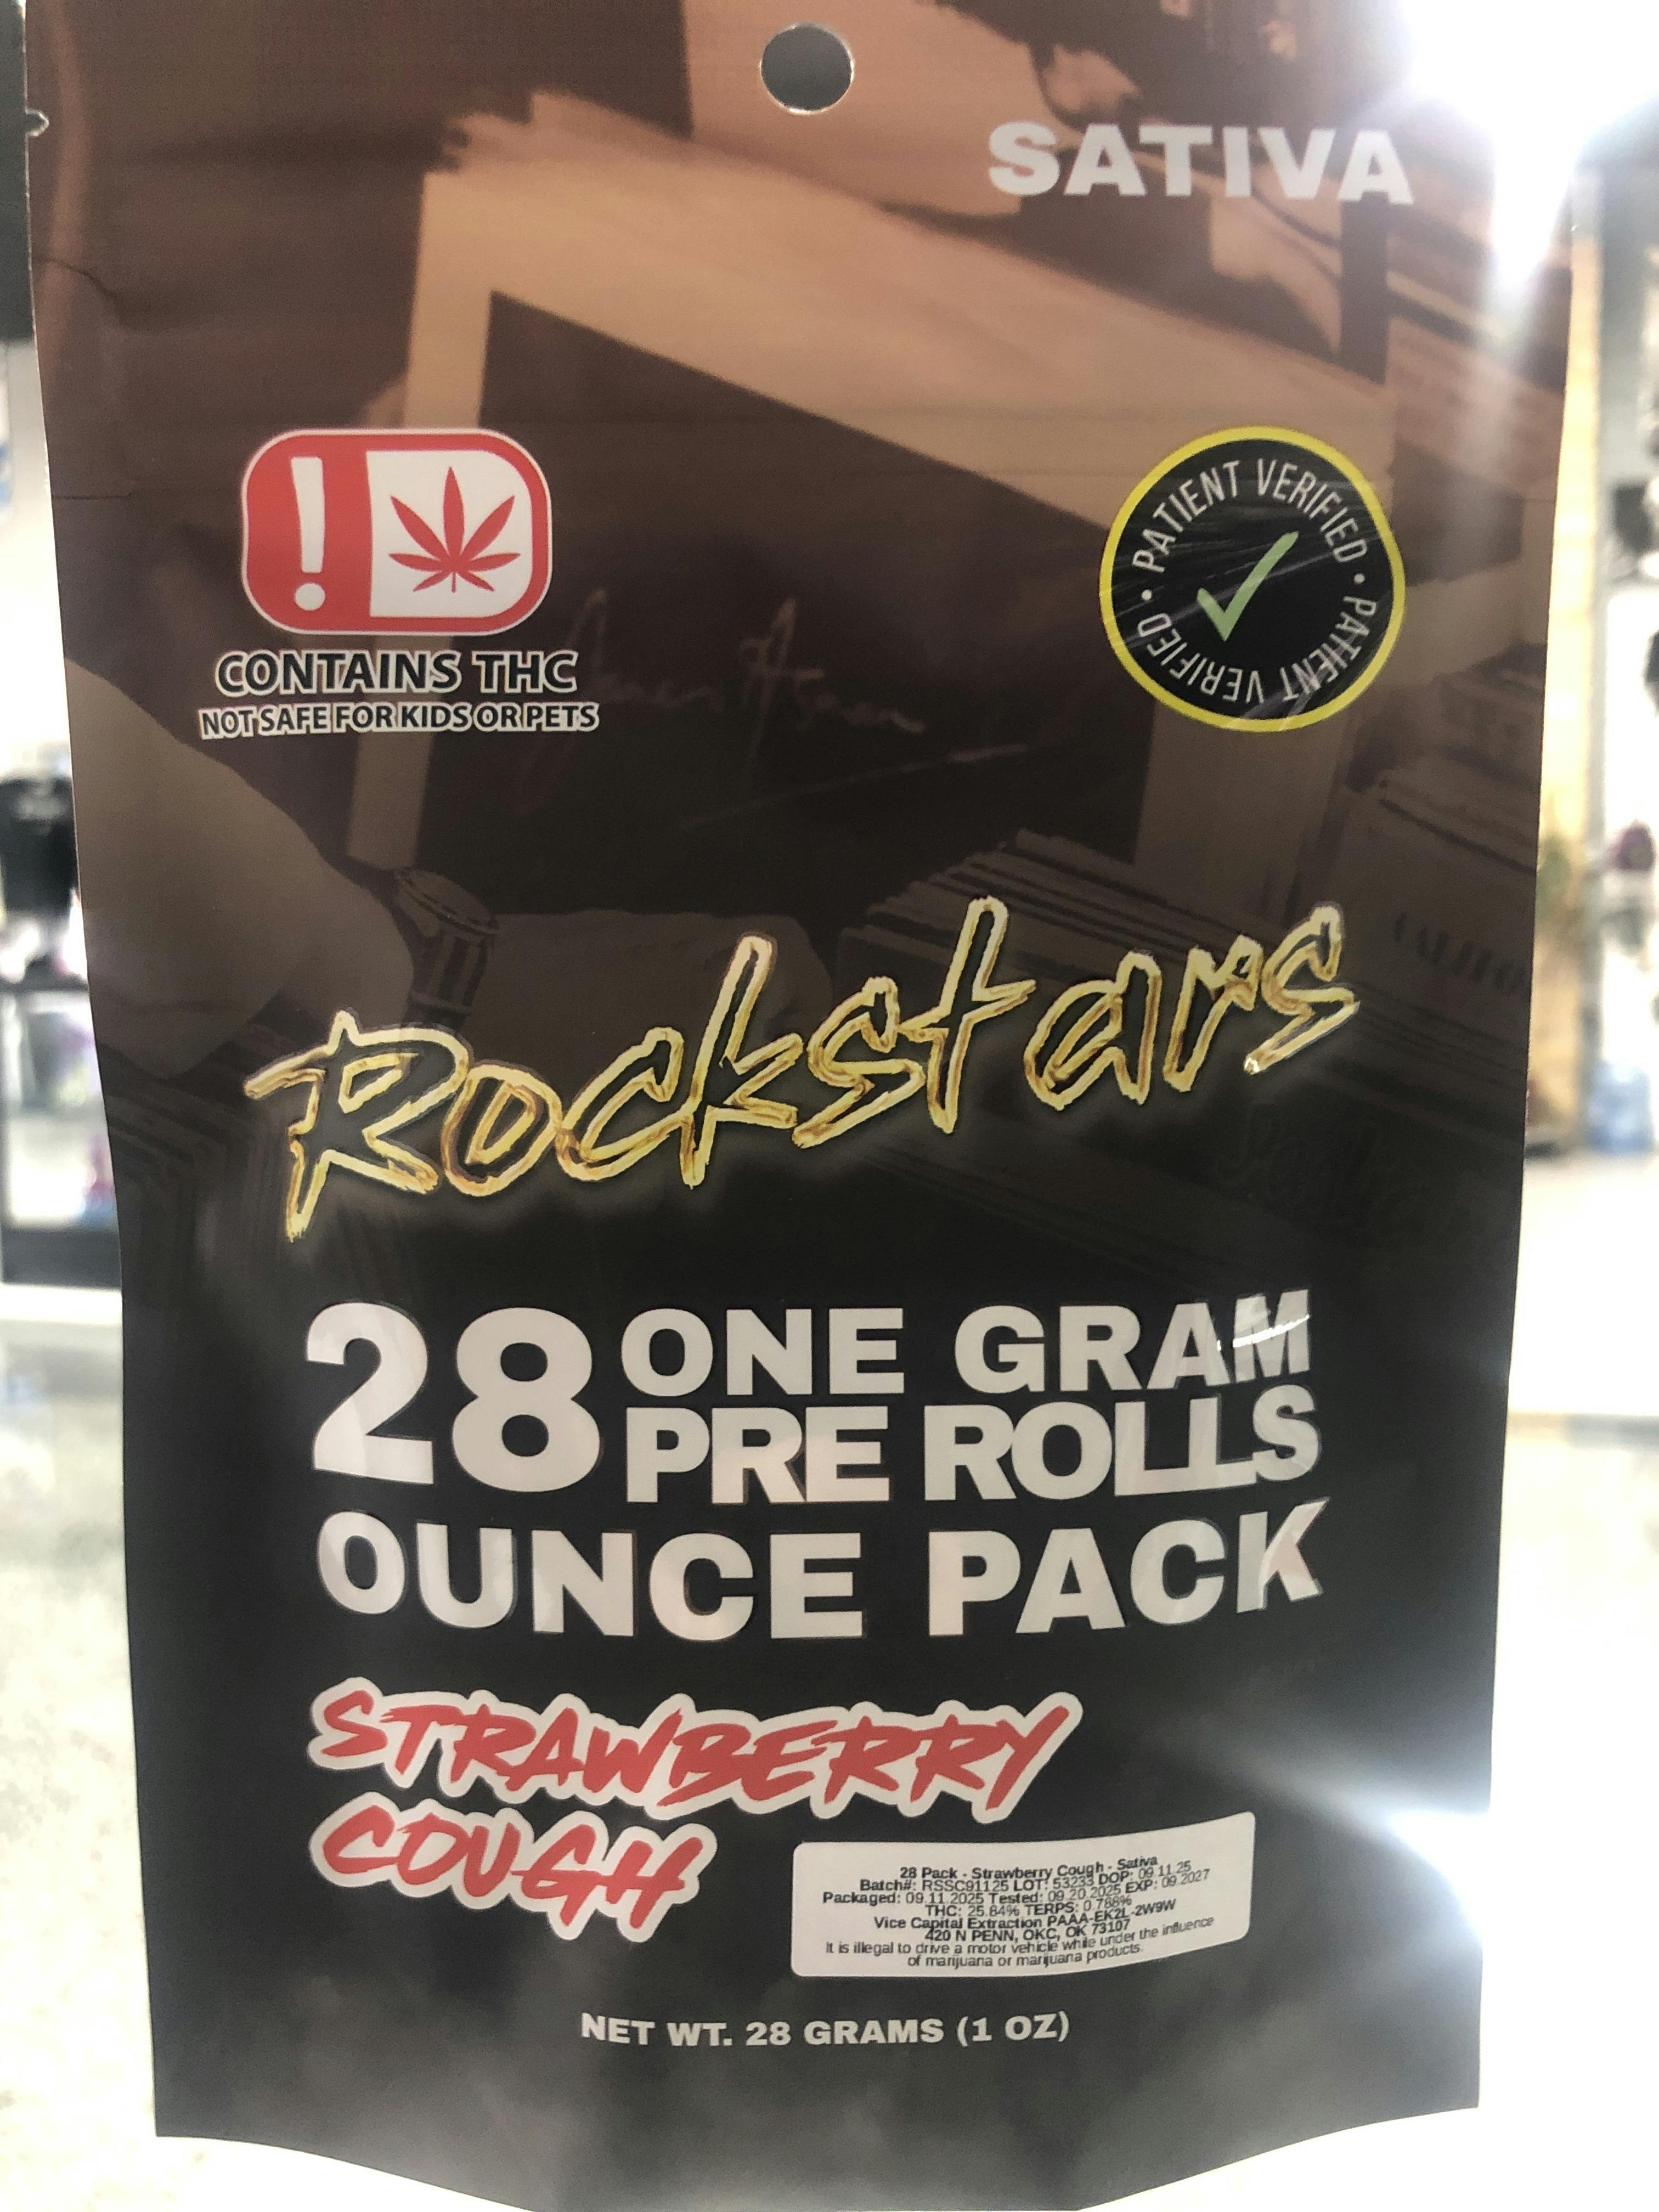 SATIVA
CONTAINS THC
NOT SAFE FOR KIDS OR PETS
PATIENT VERIFIED • PATIENT VERIFIED •
Rockstars
28 ONE GRAM
PRE ROLLS
OUNCE PACK
STRAWBERRY
COUGH
28 Pack - Strawberry Cough - Sativa
Batch#: RSSC91125 LOT: 53233 DOP: 09.11.25
Packaged: 09.11.2025 Tested: 09.20.2025 EXP: 09.2027
THC: 25.84% TERPS: 0.788%
Vice Capital Extraction PAAA-EK2L-2W9W
420 N PENN, OKC, OK 73107
It is illegal to drive a motor vehicle while under the influence
of marijuana or marijuana products.
NET WT. 28 GRAMS (1 OZ)